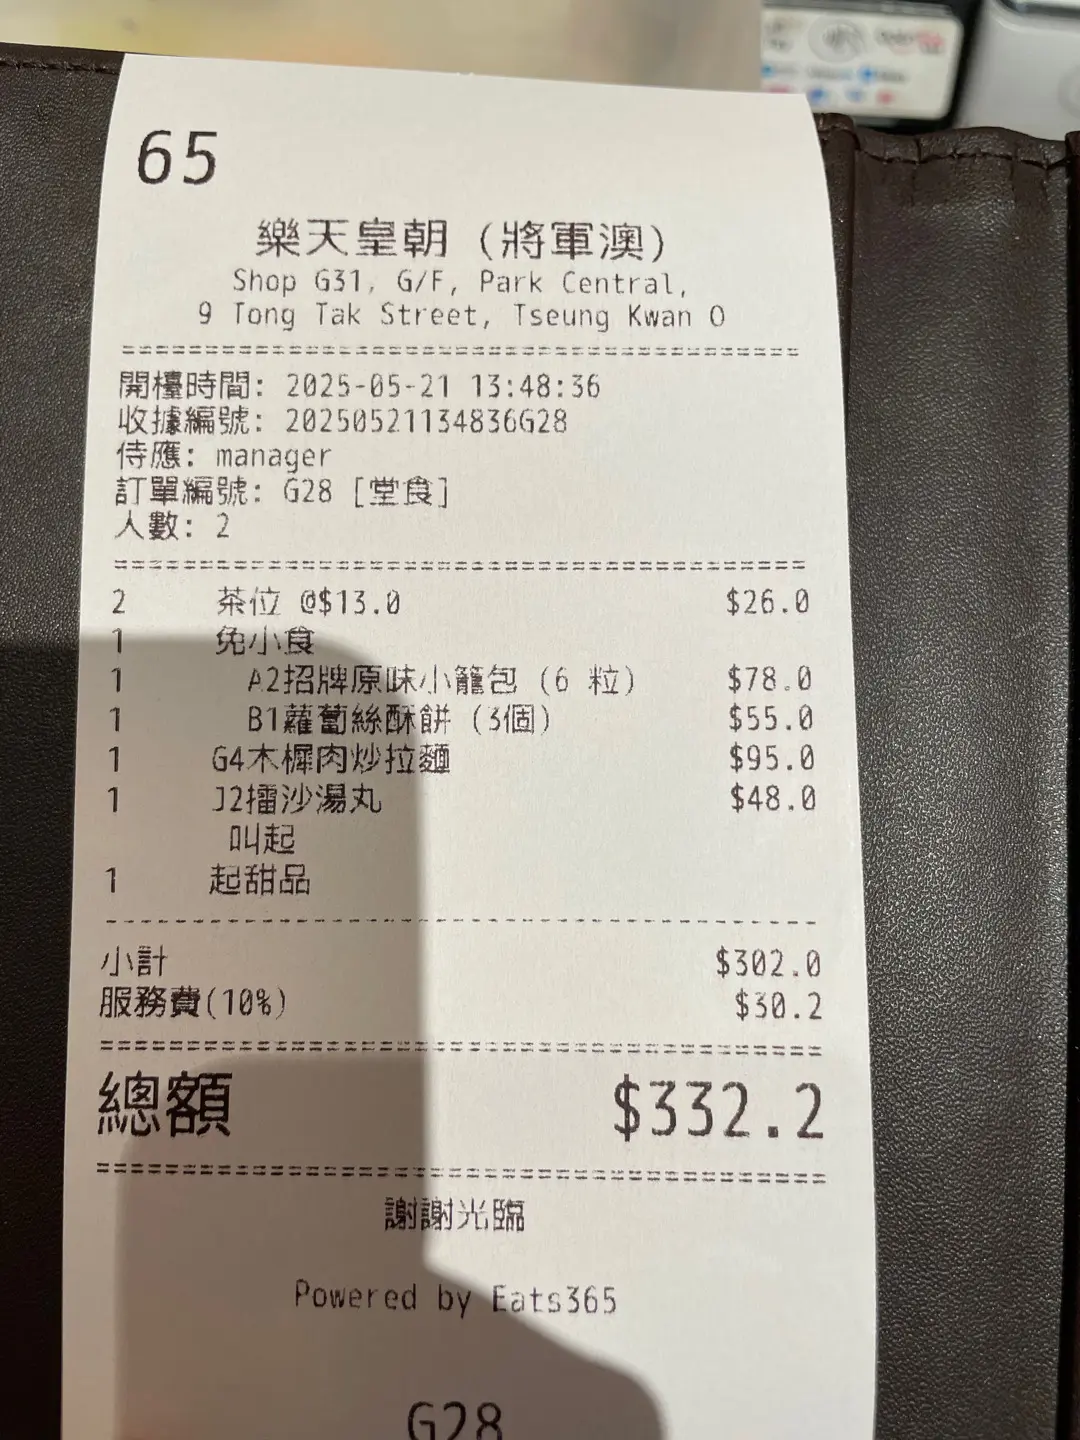 65
樂天皇朝 (將軍澳)
Shop G31, G/F, Park Central,
9 Tong Tak Street, Tseung Kwan O
開檯時間: 2025-05-21 13:48:36
收據編號: 20250521134836G28
侍應: manager
訂單編號: G28 [堂食]
人數: 2
2 茶位 @$13.0 $26.0
1 免小食
1 A2招牌原味小籠包 (6 粒) $78.0
1 B1蘿蔔絲酥餅 (3個) $55.0
1 G4木樨肉炒拉麵 $95.0
1 J2擂沙湯丸 $48.0
叫起
1 起甜品
小計 $302.0
服務費(10%) $30.2
總額 $332.2
謝謝光臨
Powered by Eats365
G28